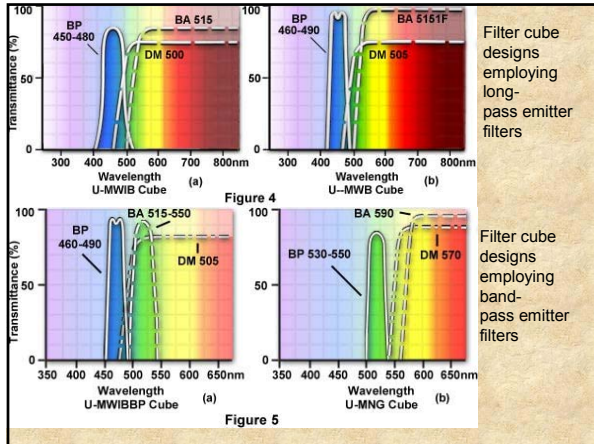 Transmittance (%)
100
50
0
BP
450-480
BA 515
DM 500
300 400 500 600 700 800nm
Wavelength
U-MWIB Cube
(a)
100
50
0
BP
460-490
BA 5151F
DM 505
300 400 500 600 700 800nm
Wavelength
U--MWB Cube
(b)
Figure 4
Filter cube
designs
employing
long-
pass emitter
filters
Transmittance (%)
100
50
0
BP
460-490
BA 515-550
DM 505
350 400 450 500 550 600 650nm
Wavelength
U-MWIBBP Cube
(a)
100
50
0
BA 590
BP 530-550
DM 570
350 400 450 500 550 600 650nm
Wavelength
U-MNG Cube
(b)
Figure 5
Filter cube
designs
employing
band-
pass emitter
filters